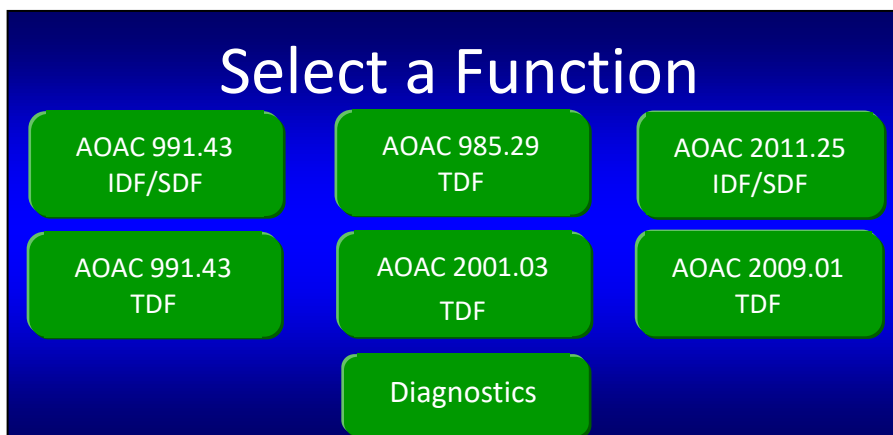 Select a Function
AOAC 991.43
IDF/SDF
AOAC 985.29
TDF
AOAC 2011.25
IDF/SDF
AOAC 991.43
TDF
AOAC 2001.03
TDF
AOAC 2009.01
TDF
Diagnostics